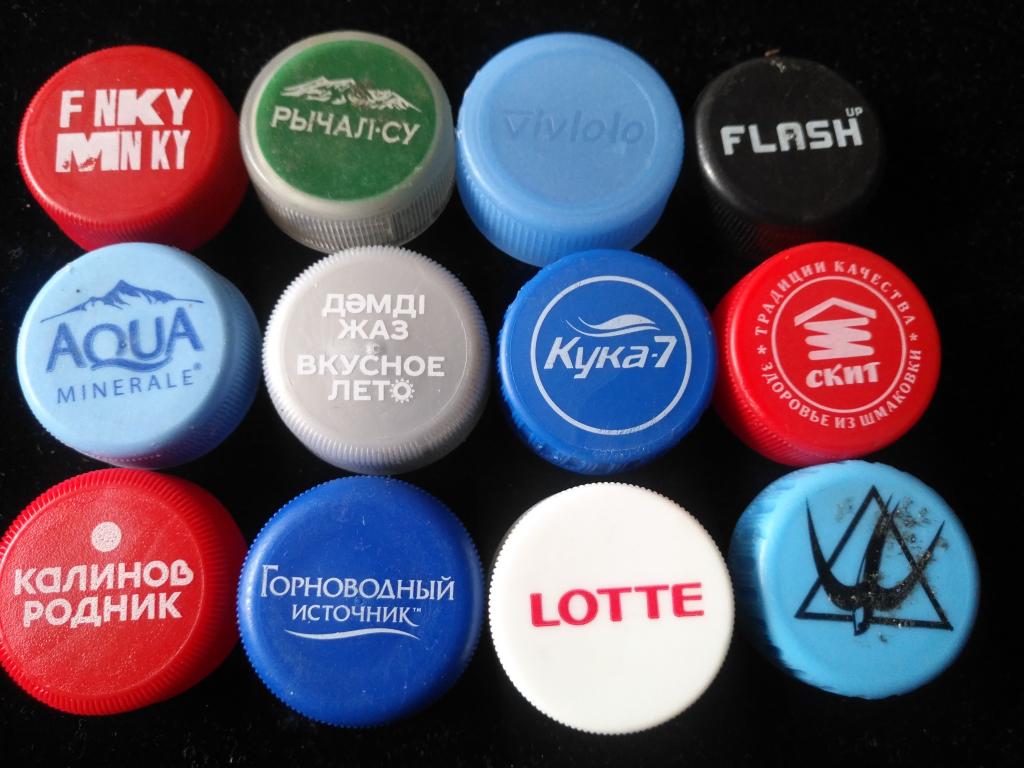 F NKY
MN KY
РЫЧАЛ·СУ
vivlolo
FLASH UP
AQUA
MINERALE®
ДӘМДІ
ЖАЗ
ВКУСНОЕ
ЛЕТО
Кука-7
* ТРАДИЦИИ КАЧЕСТВА *
СКИТ
ЗДОРОВЬЕ ИЗ ШМАКОВКИ
КАЛИНОВ
РОДНИК
ГОРНОВОДНЫЙ
ИСТОЧНИК™
LOTTE